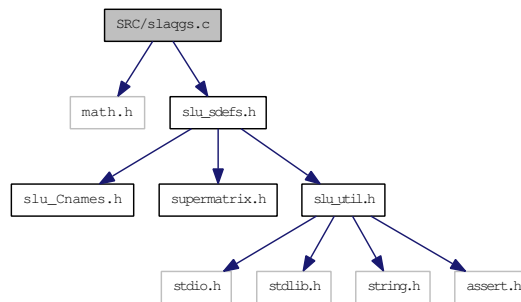 SRC/slaqgs.c
math.h
slu_sdefs.h
slu_Cnames.h
supermatrix.h
slu_util.h
stdio.h
stdlib.h
string.h
assert.h